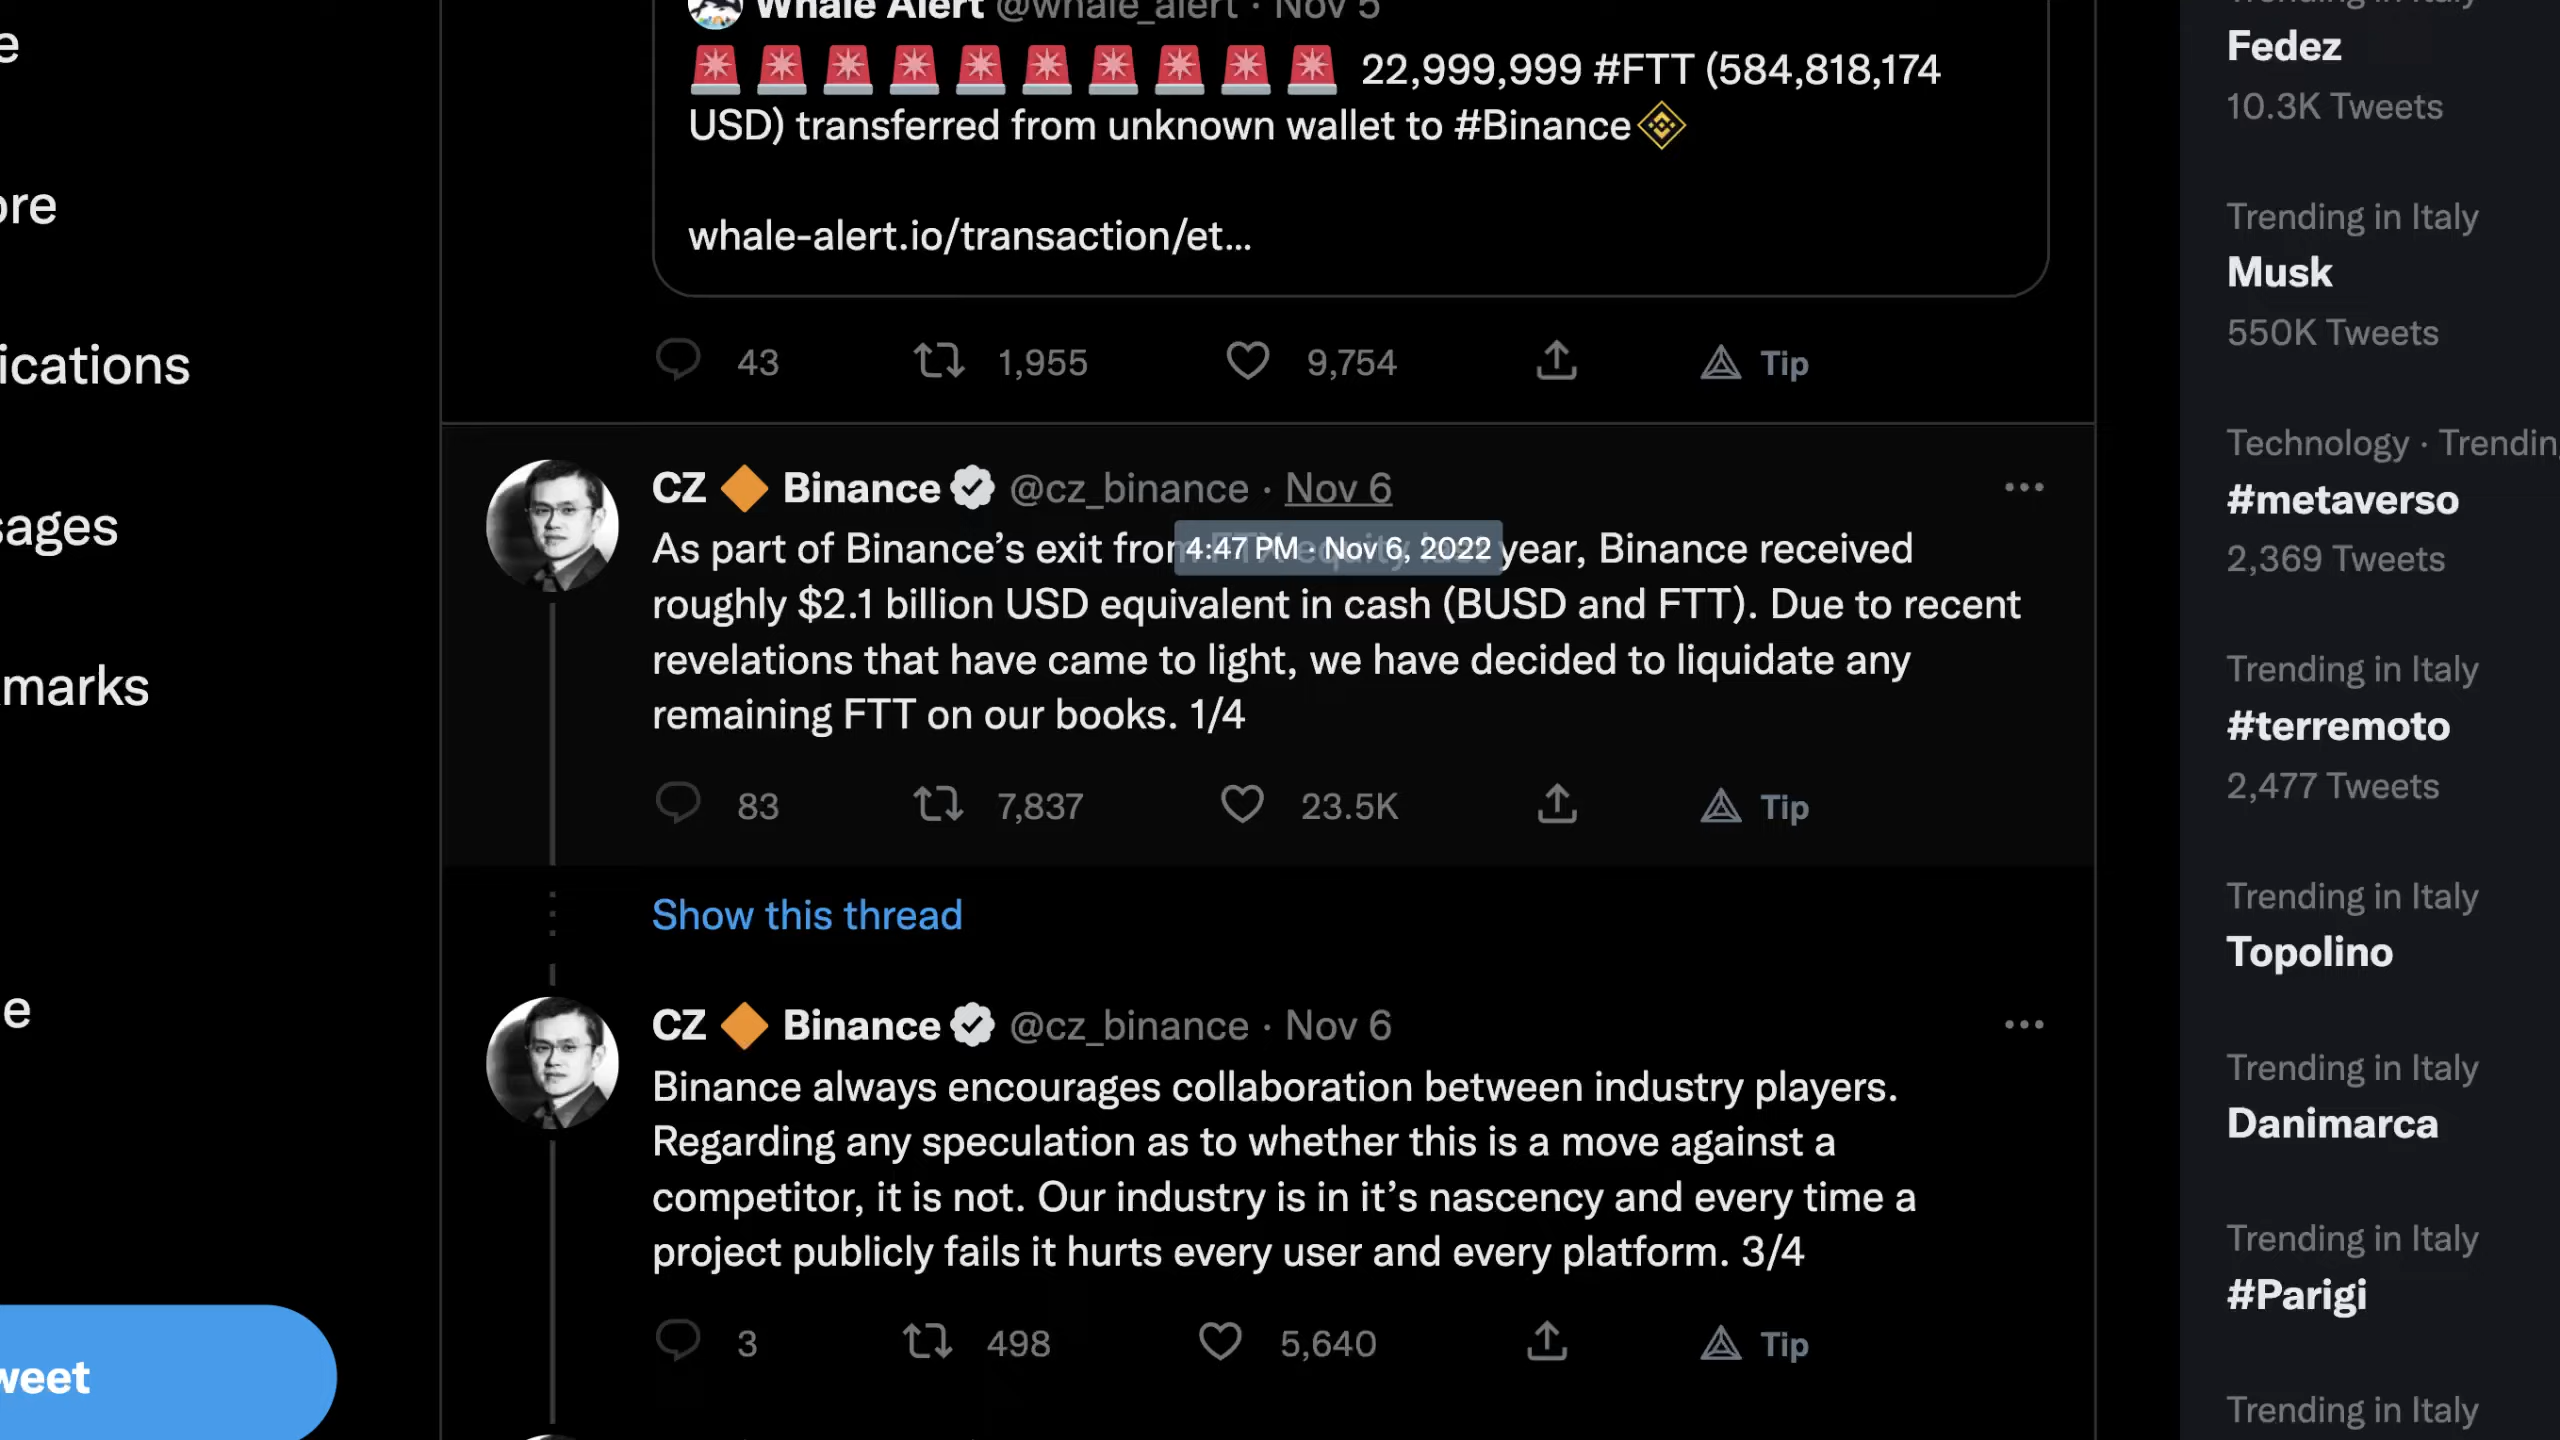 Whale Alert @whale_alert · Nov 5
🚨🚨🚨🚨🚨🚨🚨🚨🚨🚨 22,999,999 #FTT (584,818,174
USD) transferred from unknown wallet to #Binance
whale-alert.io/transaction/et…
43 1,955 9,754 Tip
CZ 🔶 Binance @cz_binance · Nov 6
4:47 PM · Nov 6, 2022
As part of Binance’s exit from FTX equity last year, Binance received
roughly $2.1 billion USD equivalent in cash (BUSD and FTT). Due to recent
revelations that have came to light, we have decided to liquidate any
remaining FTT on our books. 1/4
83 7,837 23.5K Tip
Show this thread
CZ 🔶 Binance @cz_binance · Nov 6
Binance always encourages collaboration between industry players.
Regarding any speculation as to whether this is a move against a
competitor, it is not. Our industry is in it’s nascency and every time a
project publicly fails it hurts every user and every platform. 3/4
3 498 5,640 Tip
e
ore
ications
sages
marks
e
weet
Trending in Italy
Fedez
10.3K Tweets
Trending in Italy
Musk
550K Tweets
Technology · Trending
#metaverso
2,369 Tweets
Trending in Italy
#terremoto
2,477 Tweets
Trending in Italy
Topolino
Trending in Italy
Danimarca
Trending in Italy
#Parigi
Trending in Italy